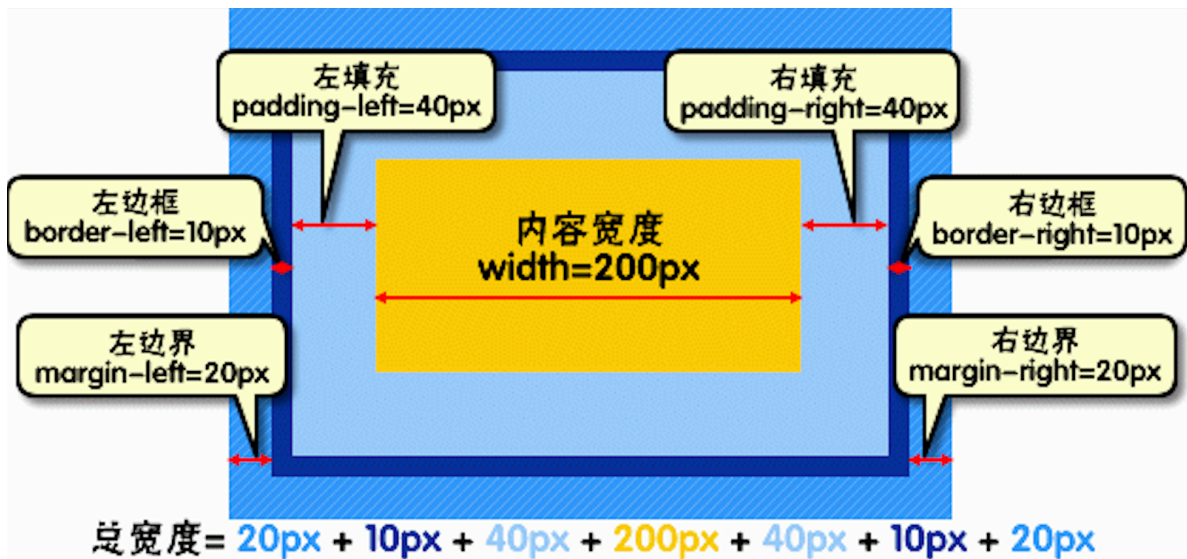 左填充
padding-left=40px
右填充
padding-right=40px
左边框
border-left=10px
内容宽度
width=200px
右边框
border-right=10px
左边界
margin-left=20px
右边界
margin-right=20px
总宽度= 20px + 10px + 40px + 200px + 40px + 10px + 20px